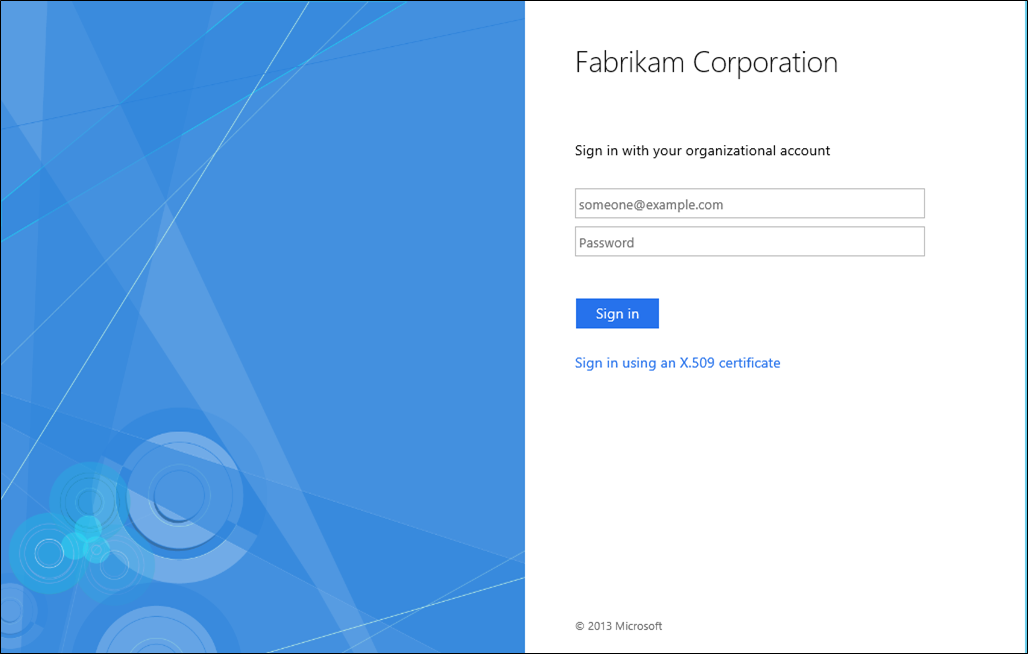 Fabrikam Corporation
Sign in with your organizational account
someone@example.com
Password
Sign in
Sign in using an X.509 certificate
© 2013 Microsoft